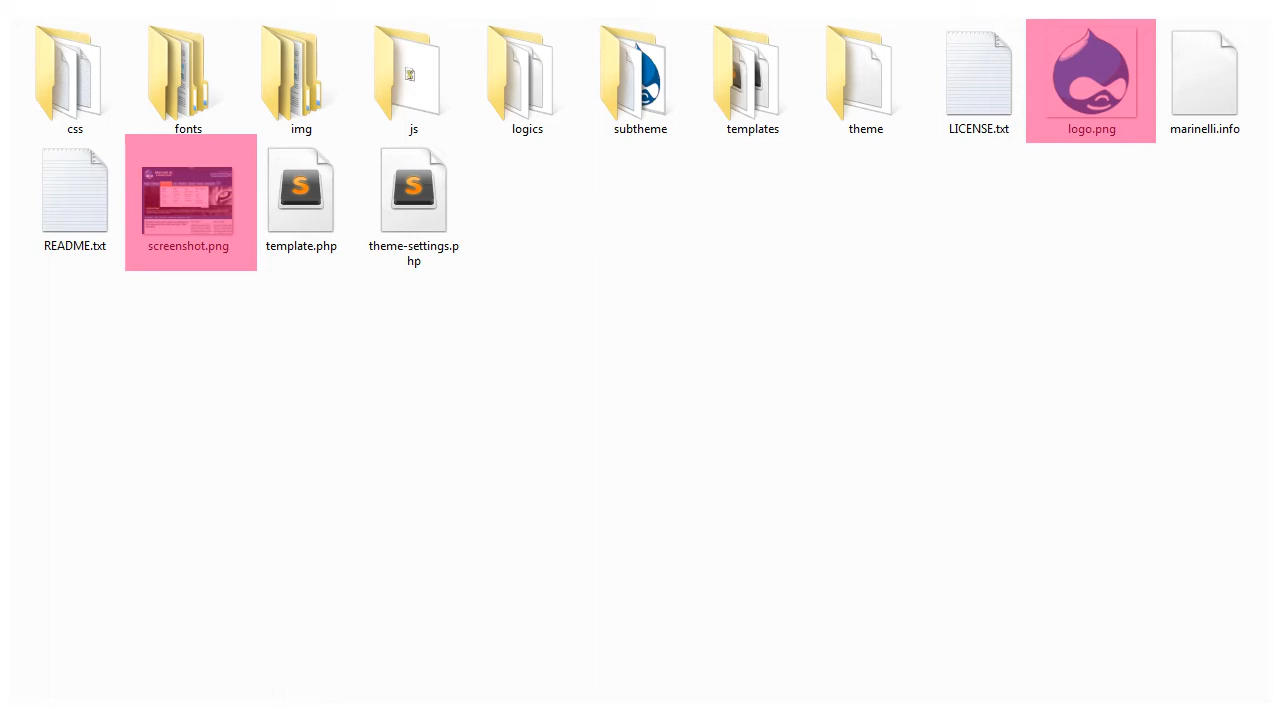 css
fonts
img
js
logics
subtheme
templates
theme
LICENSE.txt
logo.png
marinelli.info
README.txt
screenshot.png
template.php
theme-settings.p
hp